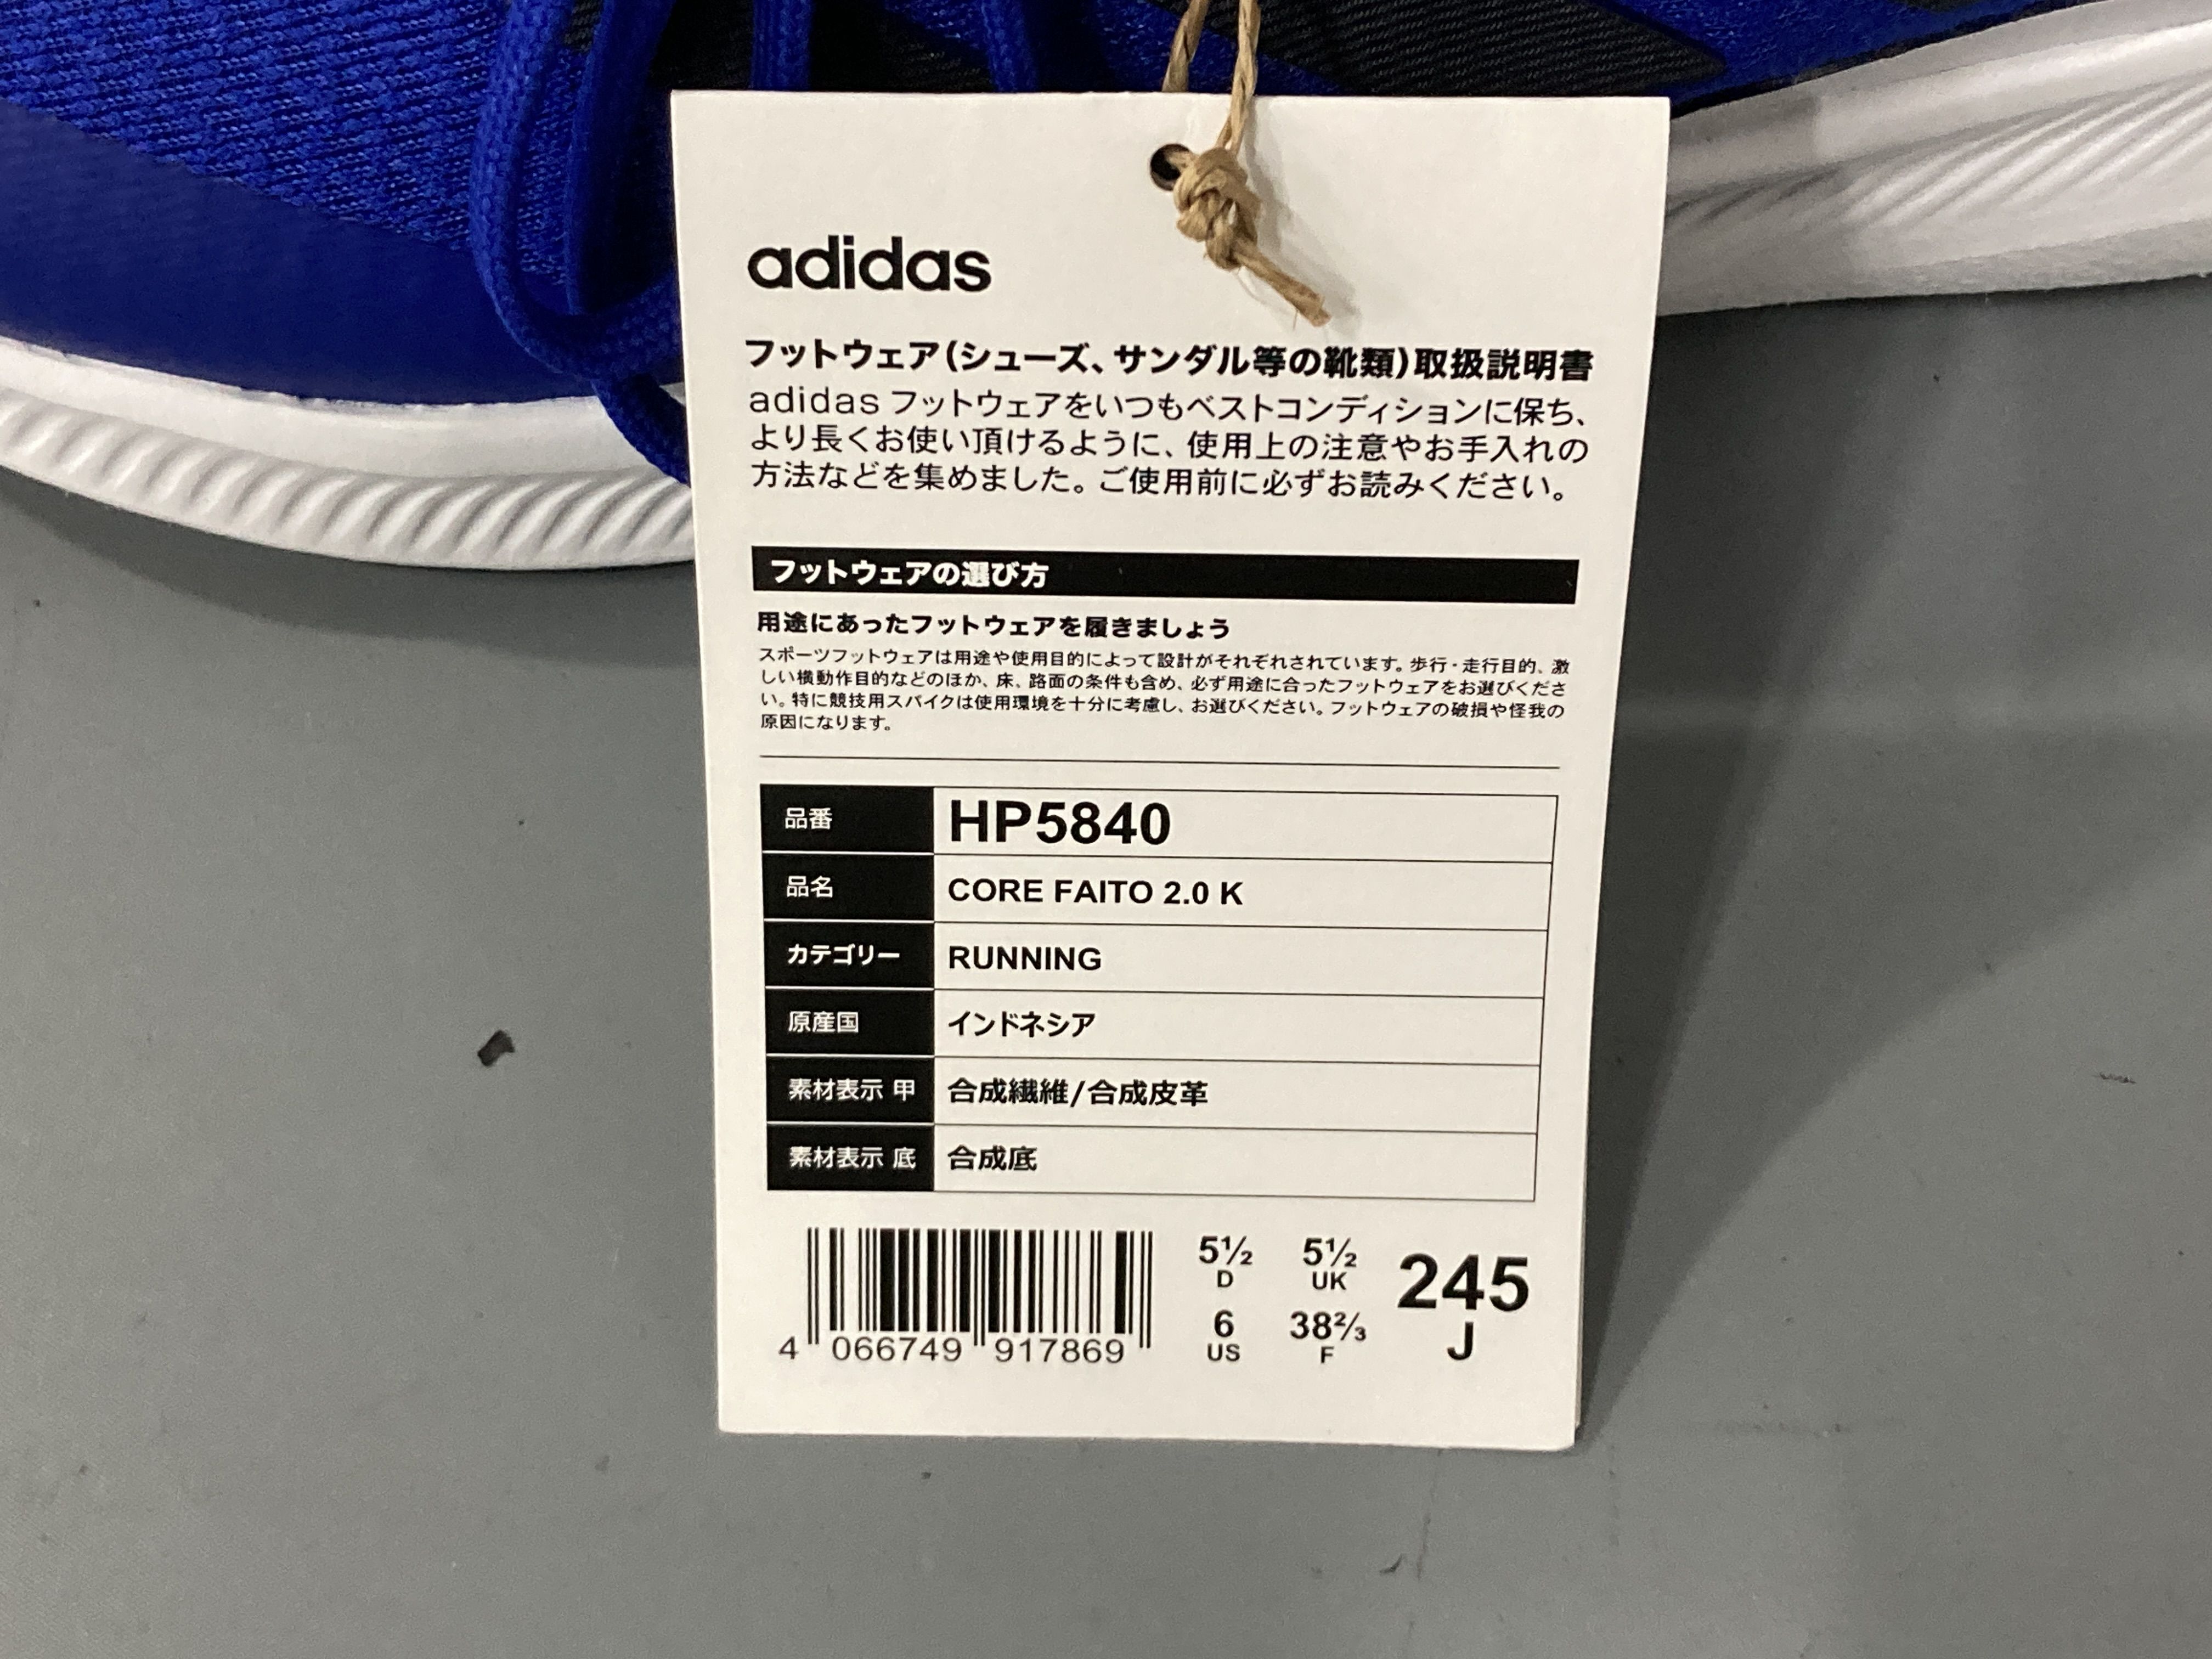 adidas
フットウェア(シューズ、サンダル等の靴類)取扱説明書
adidas フットウェアをいつもベストコンディションに保ち、
より長くお使い頂けるように、使用上の注意やお手入れの
方法などを集めました。ご使用前に必ずお読みください。
フットウェアの選び方
用途にあったフットウェアを履きましょう
スポーツフットウェアは用途や使用目的によって設計がそれぞれされています。歩行・走行目的、激
しい横動作目的などのほか、床、路面の条件も含め、必ず用途に合ったフットウェアをお選びくださ
い。特に競技用スパイクは使用環境を十分に考慮し、お選びください。フットウェアの破損や怪我の
原因になります。
品番 HP5840
品名 CORE FAITO 2.0 K
カテゴリー RUNNING
原産国 インドネシア
素材表示 甲 合成繊維/合成皮革
素材表示 底 合成底
5½ 5½ 245
D UK
6 38⅔ J
US F
4 066749 917869